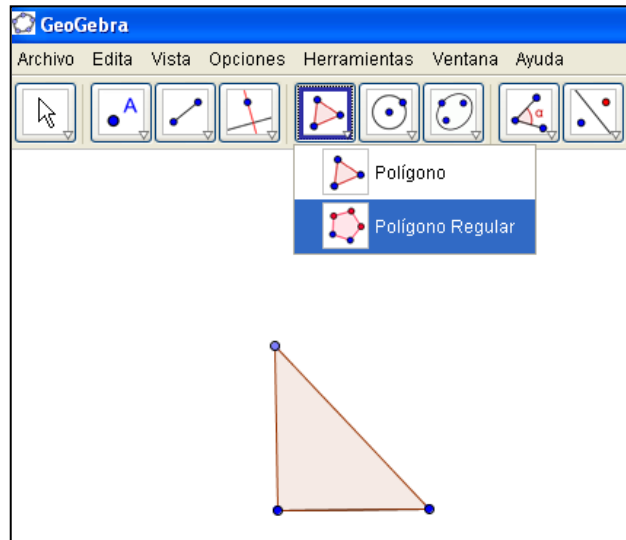 GeoGebra
Archivo Edita Vista Opciones Herramientas Ventana Ayuda
A
α
Polígono
Polígono Regular